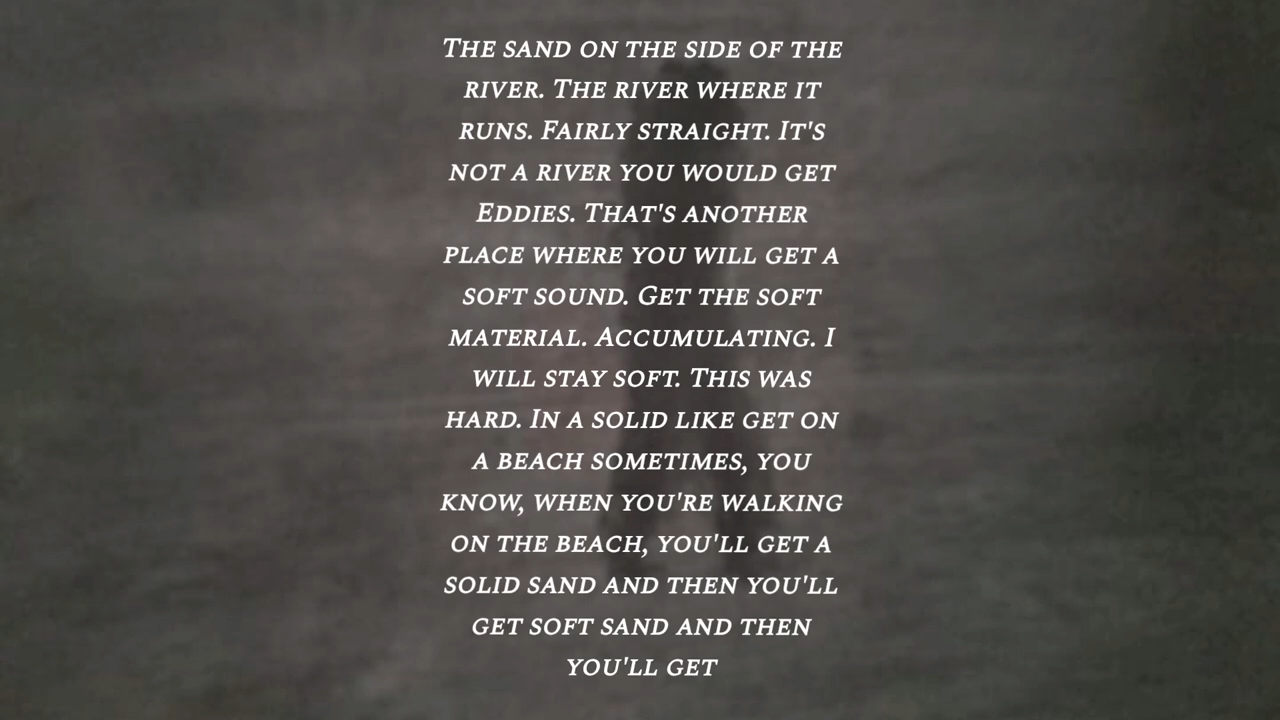 The sand on the side of the
river. The river where it
runs. Fairly straight. It's
not a river you would get
Eddies. That's another
place where you will get a
soft sound. Get the soft
material. Accumulating. I
will stay soft. This was
hard. In a solid like get on
a beach sometimes, you
know, when you're walking
on the beach, you'll get a
solid sand and then you'll
get soft sand and then
you'll get